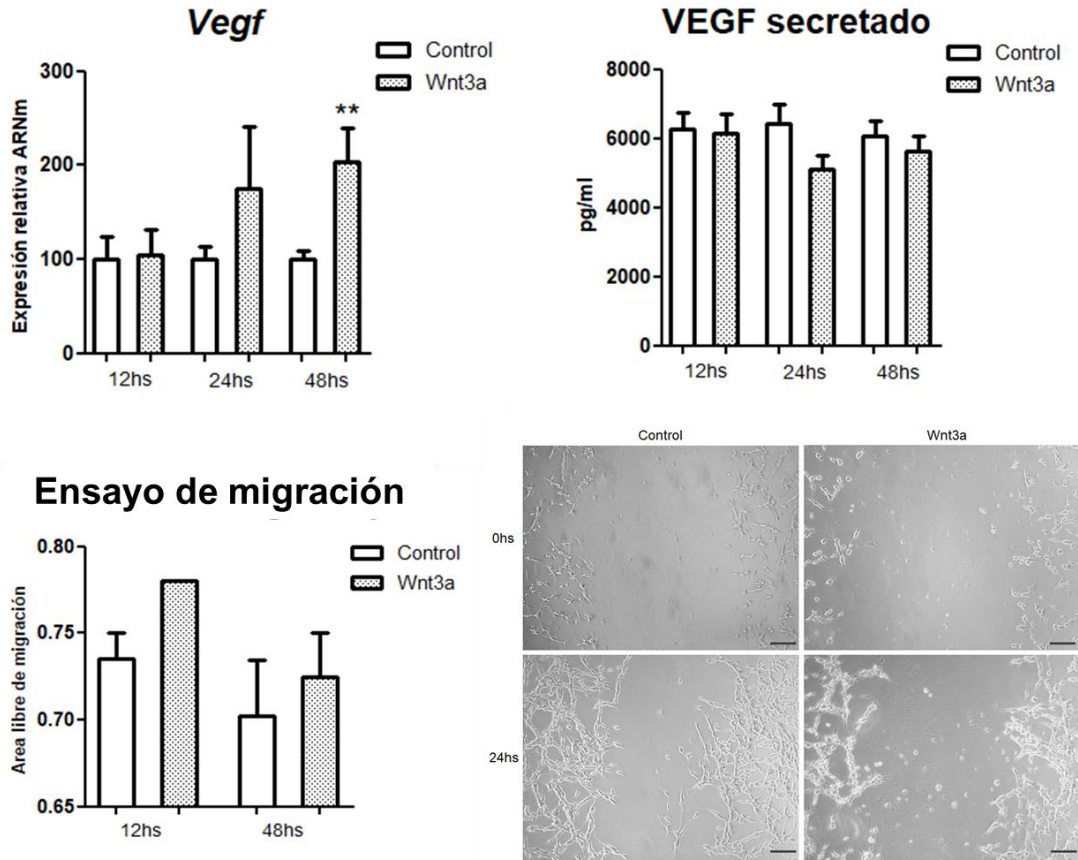 Vegf
Control
Wnt3a
Expresión relativa ARNm
300
200
100
0
**
12hs
24hs
48hs
VEGF secretado
Control
Wnt3a
pg/ml
8000
6000
4000
2000
0
12hs
24hs
48hs
Ensayo de migración
Control
Wnt3a
Area libre de migración
0.80
0.75
0.70
0.65
12hs
48hs
Control
Wnt3a
0hs
24hs